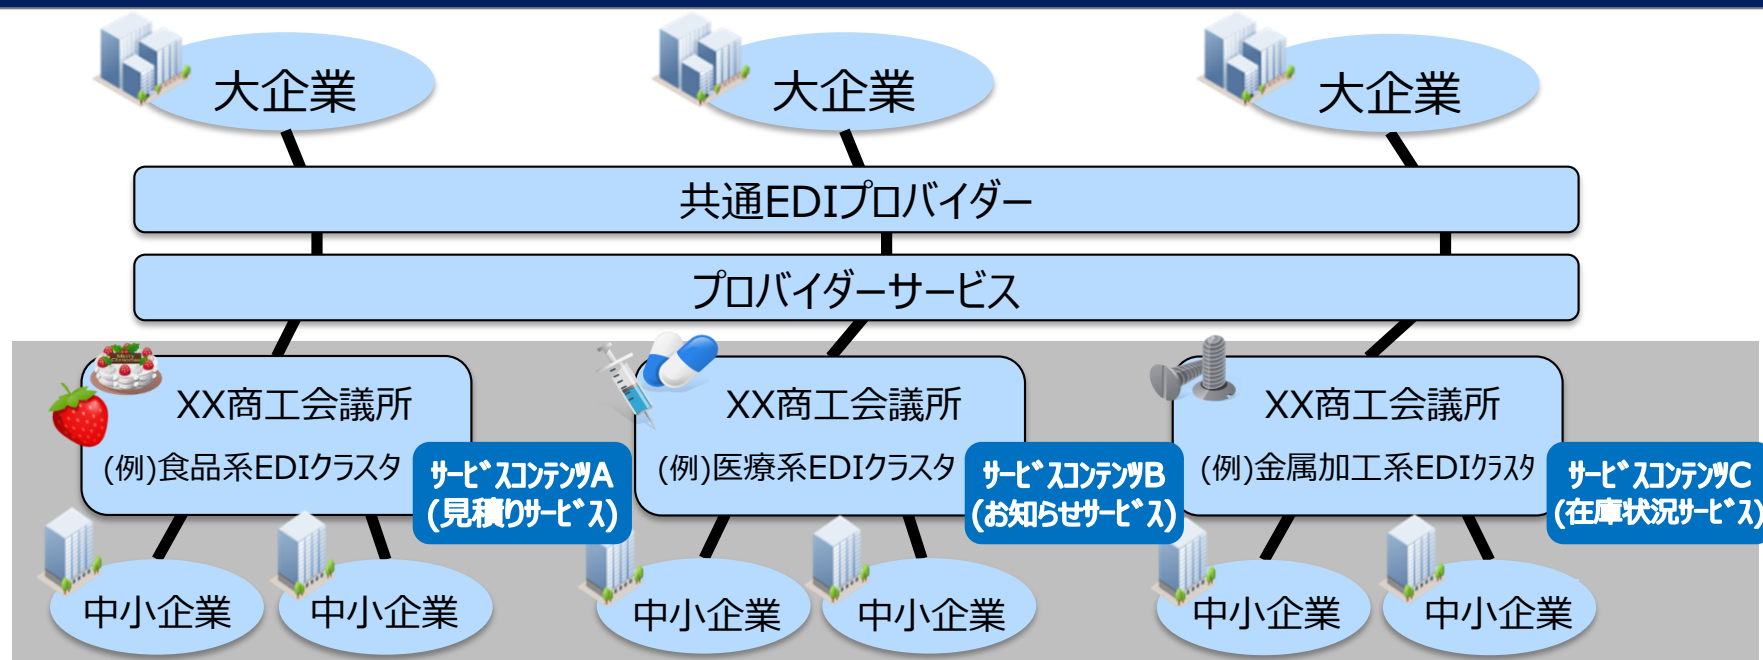 大企業
大企業
大企業
共通EDIプロバイダー
プロバイダーサービス
XX商工会議所
(例)食品系EDIクラスタ
サービスコンテンツA
(見積りサービス)
XX商工会議所
(例)医療系EDIクラスタ
サービスコンテンツB
(お知らせサービス)
XX商工会議所
(例)金属加工系EDIクラスタ
サービスコンテンツC
(在庫状況サービス)
中小企業
中小企業
中小企業
中小企業
中小企業
中小企業